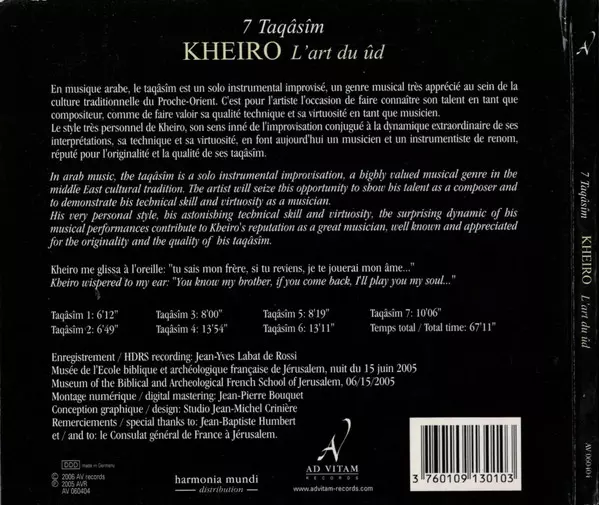 7 Taqâsîm
KHEIRO L'art du ûd
En musique arabe, le taqâsîm est un solo instrumental improvisé, un genre musical très apprécié au sein de la
culture traditionnelle du Proche-Orient. C'est pour l'artiste l'occasion de faire connaître son talent en tant que
compositeur, comme de faire valoir sa qualité technique et sa virtuosité en tant que musicien.
Le style très personnel de Kheiro, son sens inné de l'improvisation conjugué à la dynamique extraordinaire de ses
interprétations, sa technique et sa virtuosité, en font aujourd'hui un musicien et un instrumentiste de renom,
réputé pour l'originalité et la qualité de ses taqâsîm.
In arab music, the taqâsîm is a solo instrumental improvisation, a highly valued musical genre in the
middle East cultural tradition. The artist will seize this opportunity to show his talent as a composer and
to demonstrate his technical skill and virtuosity as a musician.
His very personal style, his astonishing technical skill and virtuosity, the surprising dynamic of his
musical performances contribute to Kheiro's reputation as a great musician, well known and appreciated
for the originality and the quality of his taqâsîm.
Kheiro me glissa à l'oreille: "tu sais mon frère, si tu reviens, je te jouerai mon âme..."
Kheiro wispered to my ear: "You know my brother, if you come back, I'll play you my soul..."
Taqâsîm 1: 6'12" Taqâsîm 3: 8'00" Taqâsîm 5: 8'19" Taqâsîm 7: 10'06"
Taqâsîm 2: 6'49" Taqâsîm 4: 13'54" Taqâsîm 6: 13'11" Temps total / Total time: 67'11"
Enregistrement / HDRS recording: Jean-Yves Labat de Rossi
Musée de l'Ecole biblique et archéologique française de Jérusalem, nuit du 15 juin 2005
Museum of the Biblical and Archeological French School of Jerusalem, 06/15/2005
Montage numérique / digital mastering: Jean-Pierre Bouquet
Conception graphique / design: Studio Jean-Michel Crinière
Remerciements / special thanks to: Jean-Baptiste Humbert
et / and to: le Consulat général de France à Jérusalem.
DDD made in Germany
© 2006 AV records
℗ 2005 AVR
AV 060404
harmonia mundi
distribution
AD VITAM
RECORDS
www.advitam-records.com
3 760109 130103
7 Taqâsîm
KHEIRO L'art du ûd
AV 060404